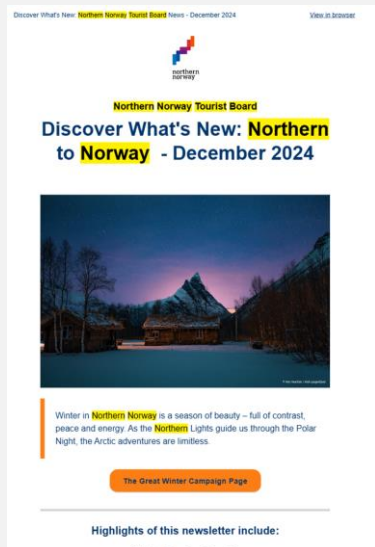 Discover What's New: Northern Norway Tourist Board News - December 2024
View in browser
northern
norway
Northern Norway Tourist Board
Discover What's New: Northern
to Norway - December 2024
Winter in Northern Norway is a season of beauty – full of contrast,
peace and energy. As the Northern Lights guide us through the Polar
Night, the Arctic adventures are limitless.
The Great Winter Campaign Page
Highlights of this newsletter include: